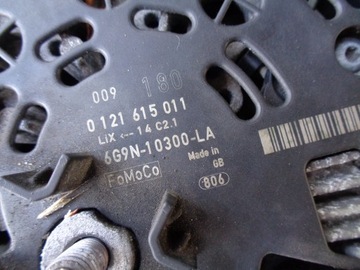 009 180
0 121 615 011
LiX <-- 14 C2.1
6G9N-10300-LA
Made in
GB
FoMoCo
806